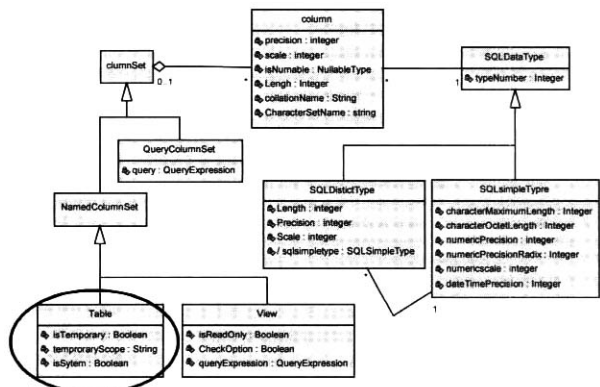 column
precision : integer
scale : integer
isNumable : NullableType
Lengh : Integer
collationName : String
CharacterSetName : string
clumnSet
0..1
*
*
1
SQLDataType
typeNumber : Integer
QueryColumnSet
query : QueryExpression
NamedColumnSet
SQLDistictType
Length : integer
Precision : integer
Scale : integer
/ sqlsimpletype : SQLSimpleType
SQLsimpleTypre
characterMaximumLength : Integer
characterOctetLength : Integer
numericPrecision : integer
numericPrecisionRadix : Integer
numericscale : integer
dateTimePrecision : Integer
*
1
Table
isTemporary : Boolean
temproraryScope : String
isSytem : Boolean
View
isReadOnly : Boolean
CheckOption : Boolean
queryExpression : QueryExpression